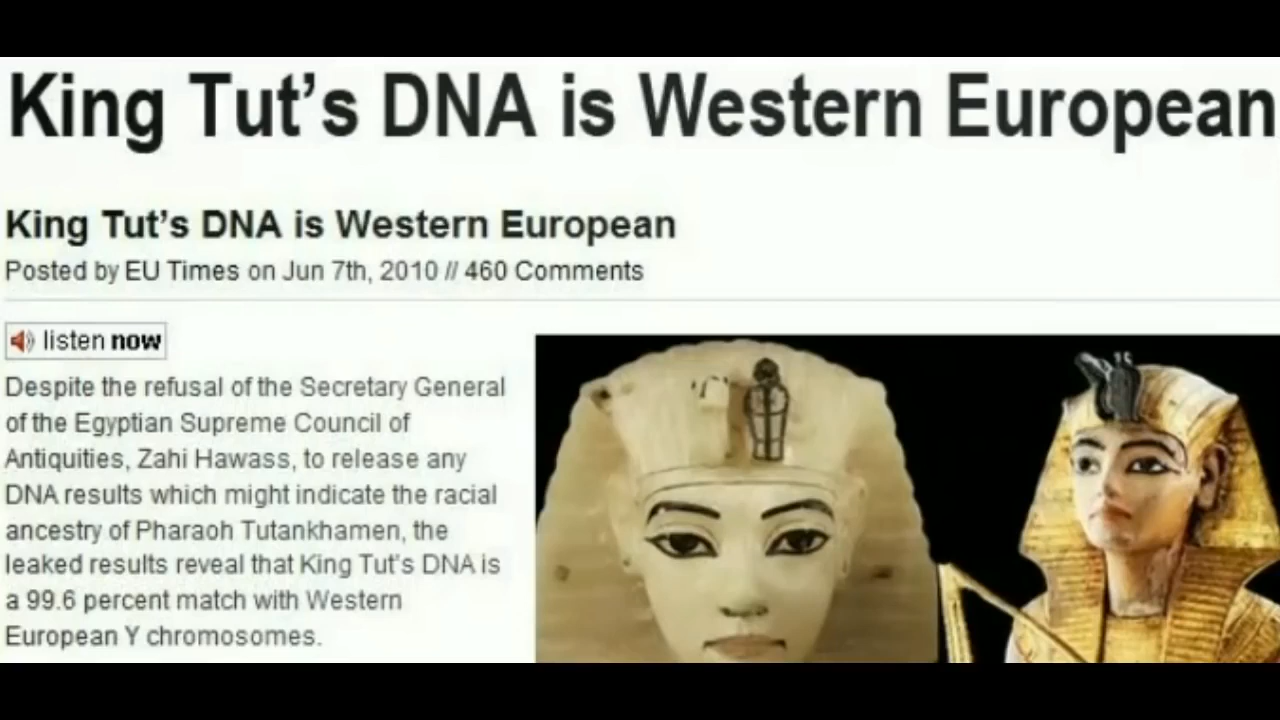 King Tut's DNA is Western European
King Tut's DNA is Western European
Posted by EU Times on Jun 7th, 2010 // 460 Comments
listen now
Despite the refusal of the Secretary General
of the Egyptian Supreme Council of
Antiquities, Zahi Hawass, to release any
DNA results which might indicate the racial
ancestry of Pharaoh Tutankhamen, the
leaked results reveal that King Tut's DNA is
a 99.6 percent match with Western
European Y chromosomes.